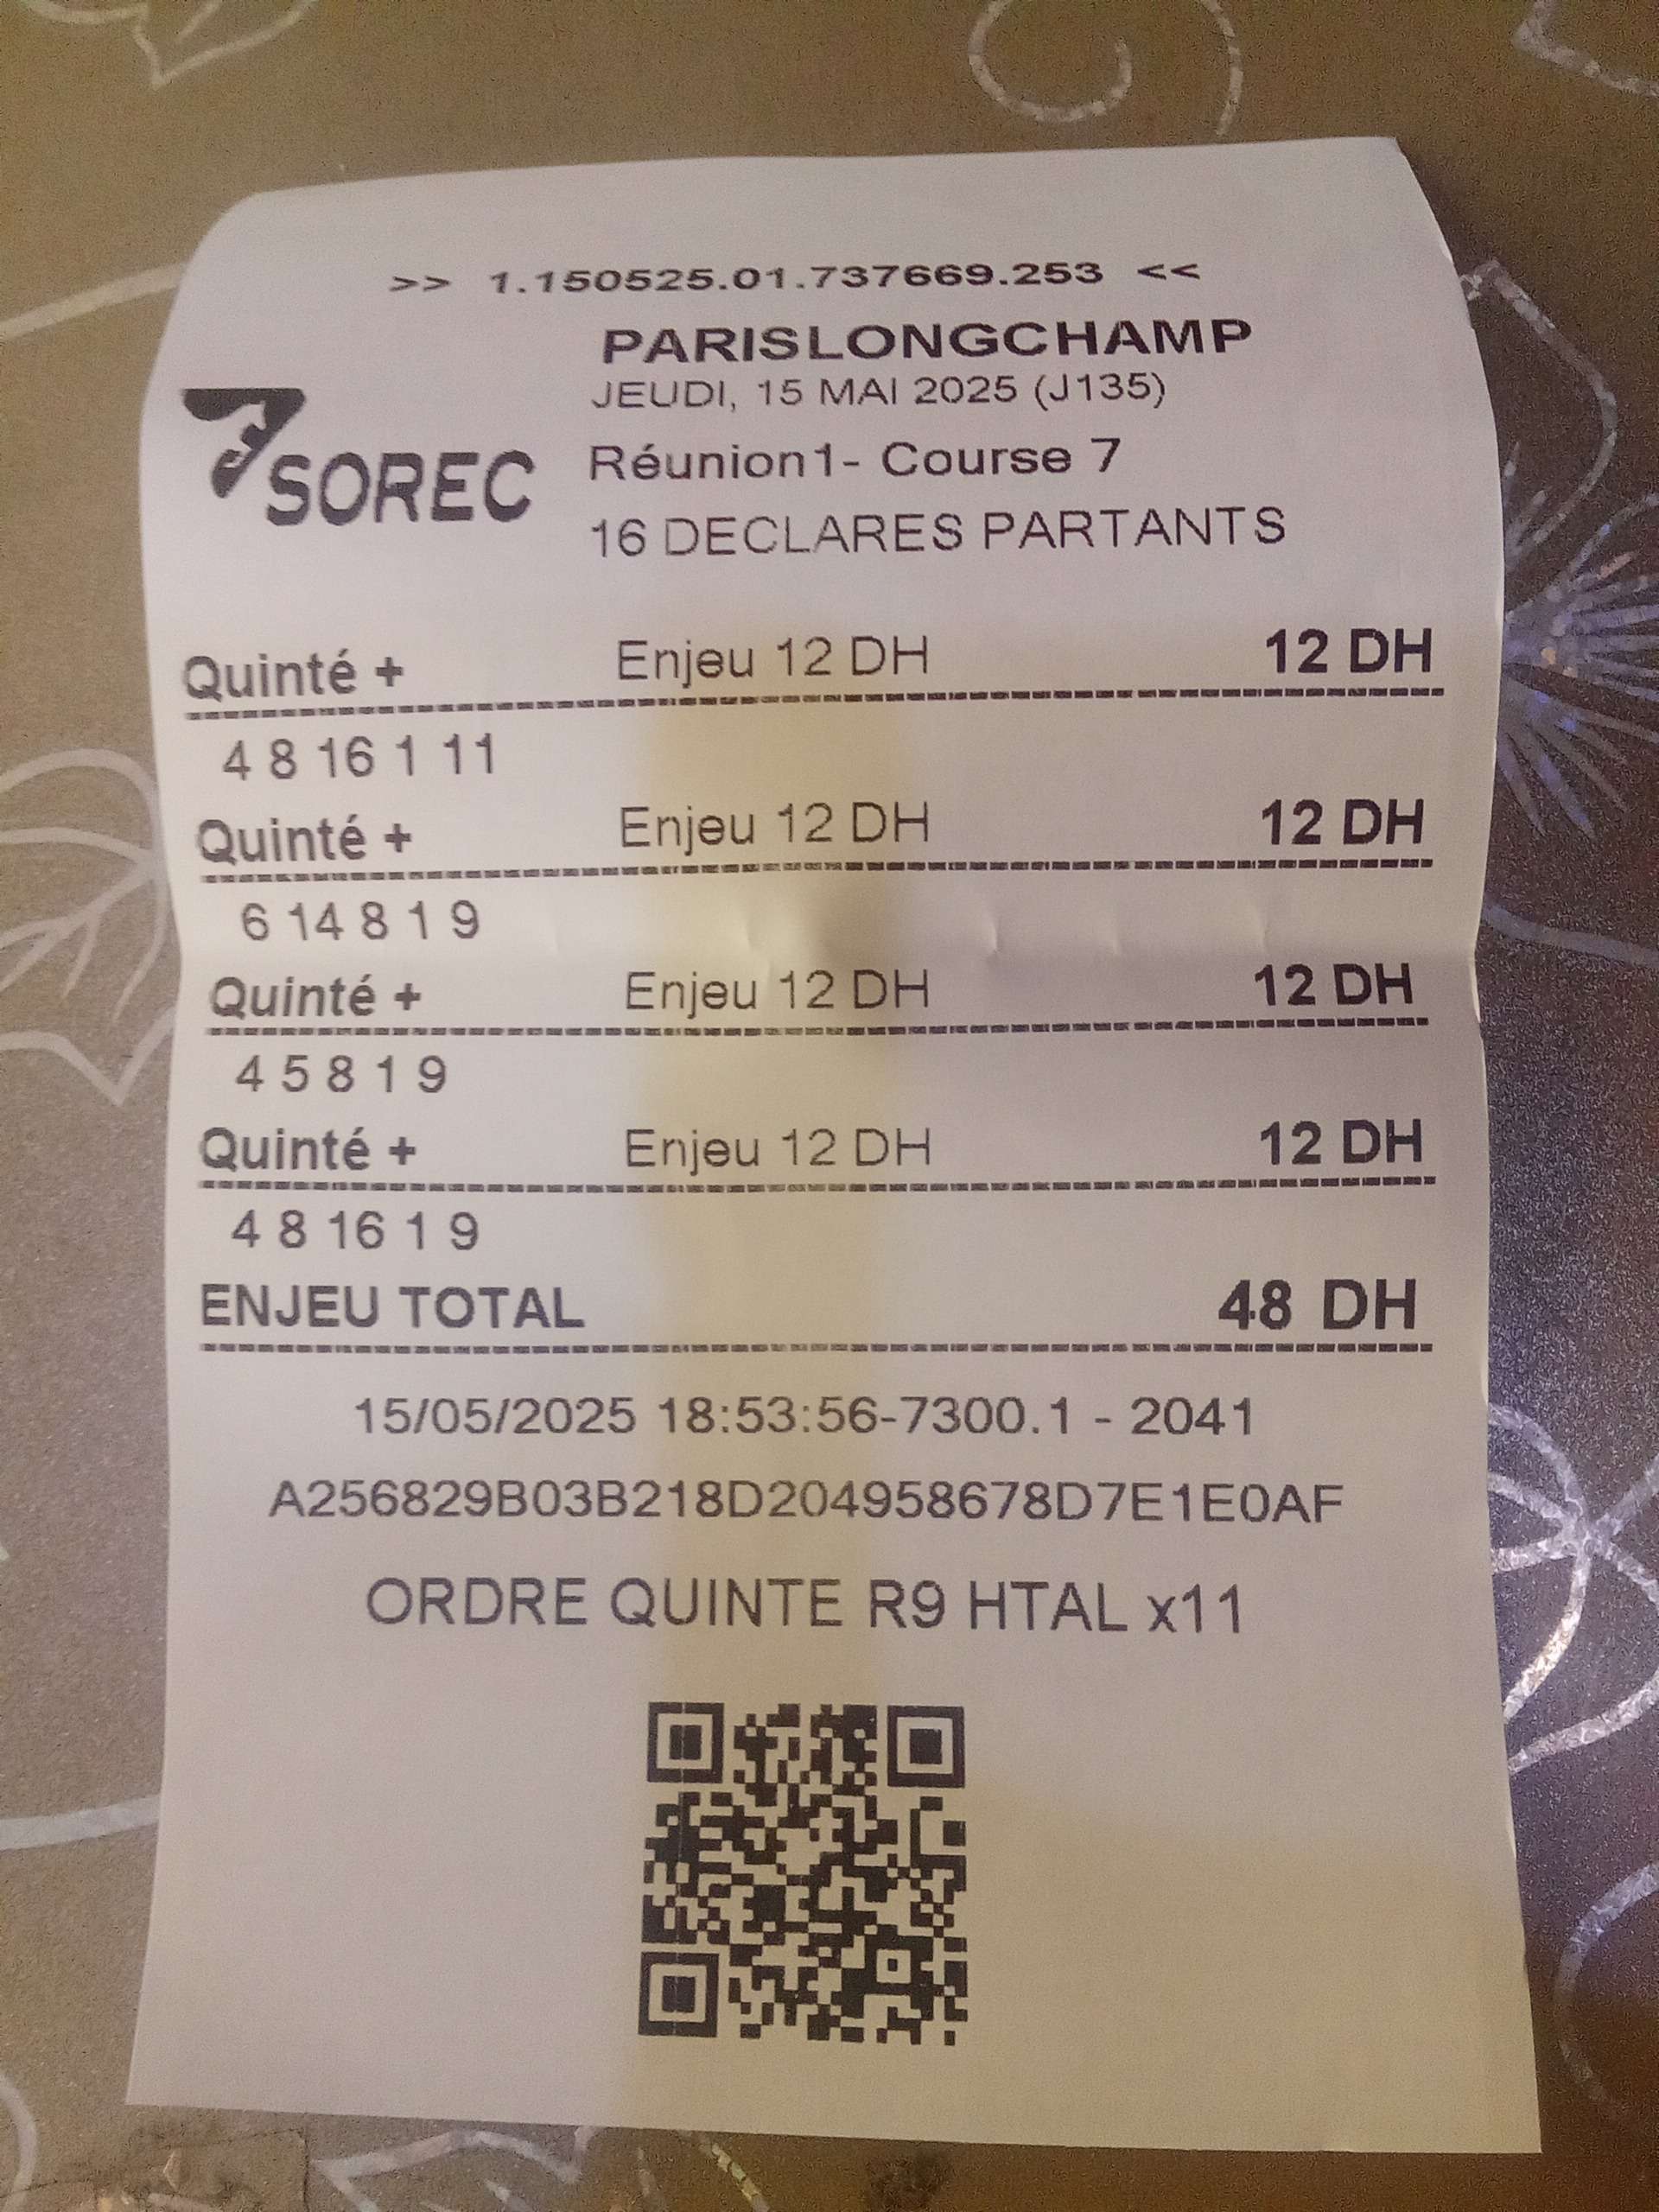 >> 1.150525.01.737669.253 <<
PARISLONGCHAMP
JEUDI, 15 MAI 2025 (J135)
SOREC
Réunion1- Course 7
16 DECLARES PARTANTS
Quinté + Enjeu 12 DH 12 DH
4 8 16 1 11
Quinté + Enjeu 12 DH 12 DH
6 14 8 1 9
Quinté + Enjeu 12 DH 12 DH
4 5 8 1 9
Quinté + Enjeu 12 DH 12 DH
4 8 16 1 9
ENJEU TOTAL 48 DH
15/05/2025 18:53:56-7300.1 - 2041
A256829B03B218D204958678D7E1E0AF
ORDRE QUINTE R9 HTAL x11